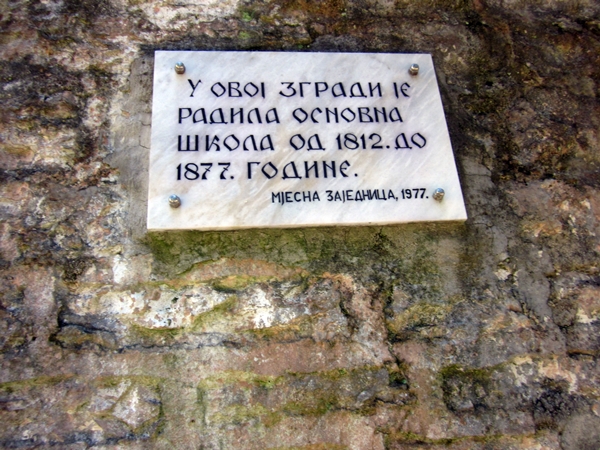 У ОВОЈ ЗГРАДИ ЈЕ
РАДИЛА ОСНОВНА
ШКОЛА ОД 1812. ДО
1877. ГОДИНЕ.
МЈЕСНА ЗАЈЕДНИЦА, 1977.